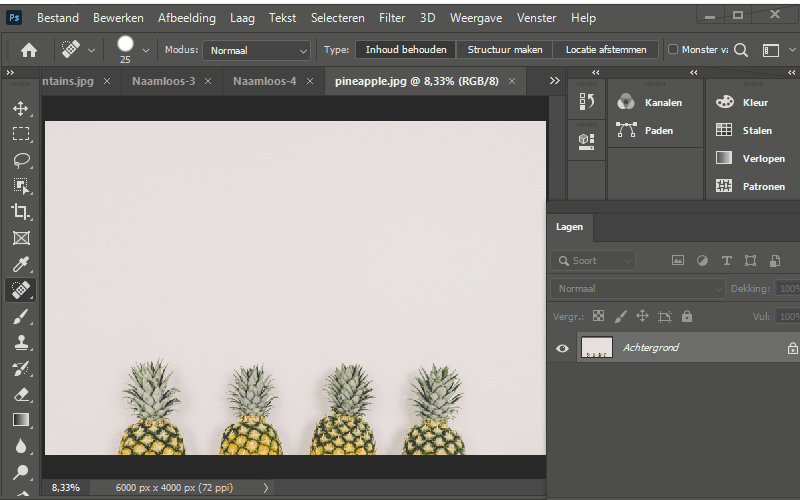 Ps Bestand Bewerken Afbeelding Laag Tekst Selecteren Filter 3D Weergave Venster Help
25 Modus: Normaal Type: Inhoud behouden Structuur maken Locatie afstemmen Monster va
ntains.jpg Naamloos-3 Naamloos-4 pineapple.jpg @ 8,33% (RGB/8)
Kanalen
Paden
Kleur
Stalen
Verlopen
Patronen
Lagen
Soort
Normaal Dekking: 100%
Vergr.: Vul: 100%
Achtergrond
8,33% 6000 px x 4000 px (72 ppi)